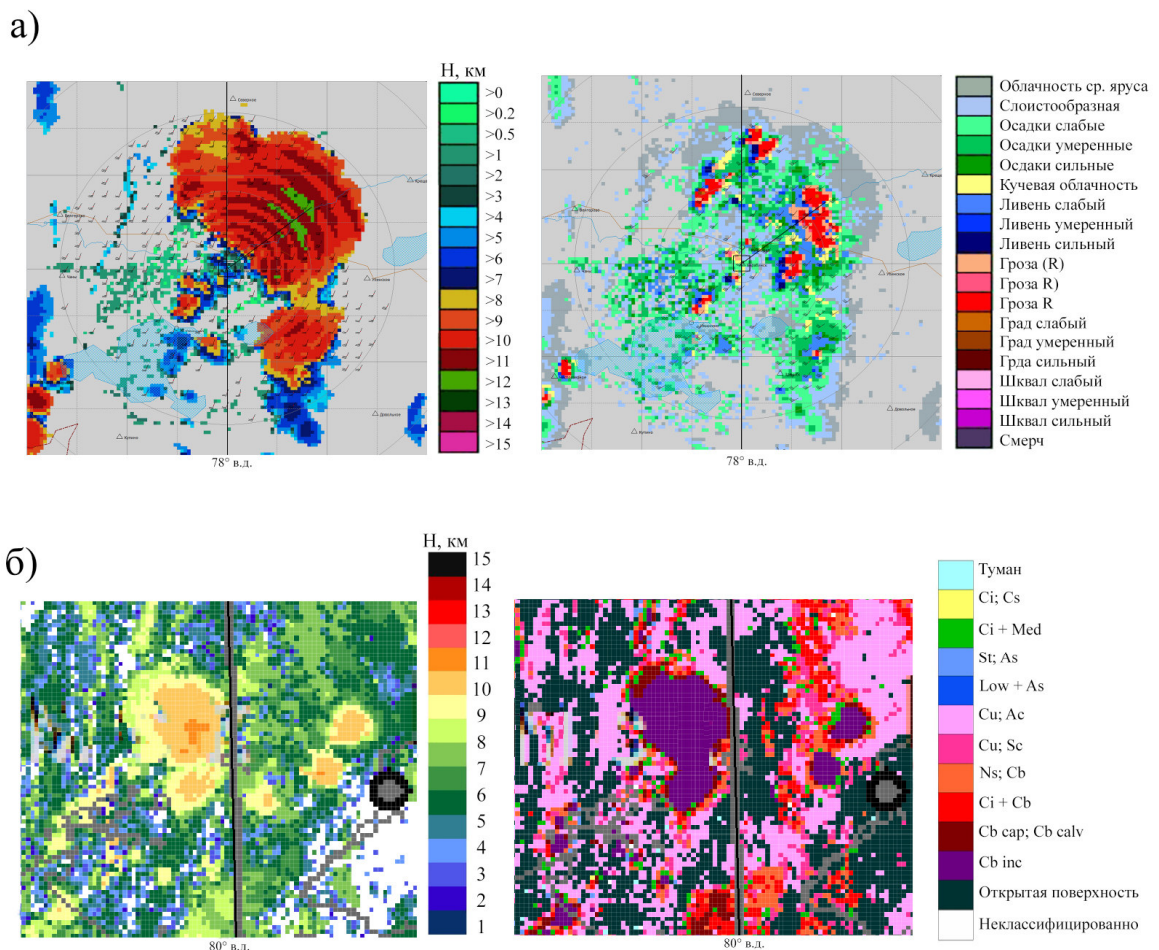 а)
Н, км
>0
>0.2
>0.5
>1
>2
>3
>4
>5
>6
>7
>8
>9
>10
>11
>12
>13
>14
>15
78° в.д.
Северное
Довольное
Облачность ср. яруса
Слоистообразная
Осадки слабые
Осадки умеренные
Осдаки сильные
Кучевая облачность
Ливень слабый
Ливень умеренный
Ливень сильный
Гроза (R)
Гроза R)
Гроза R
Град слабый
Град умеренный
Грда сильный
Шквал слабый
Шквал умеренный
Шквал сильный
Смерч
78° в.д.
Северное
Довольное
б)
Н, км
15
14
13
12
11
10
9
8
7
6
5
4
3
2
1
80° в.д.
Туман
Ci; Cs
Ci + Med
St; As
Low + As
Cu; Ac
Cu; Sc
Ns; Cb
Ci + Cb
Cb cap; Cb calv
Cb inc
Открытая поверхность
Неклассифицированно
80° в.д.